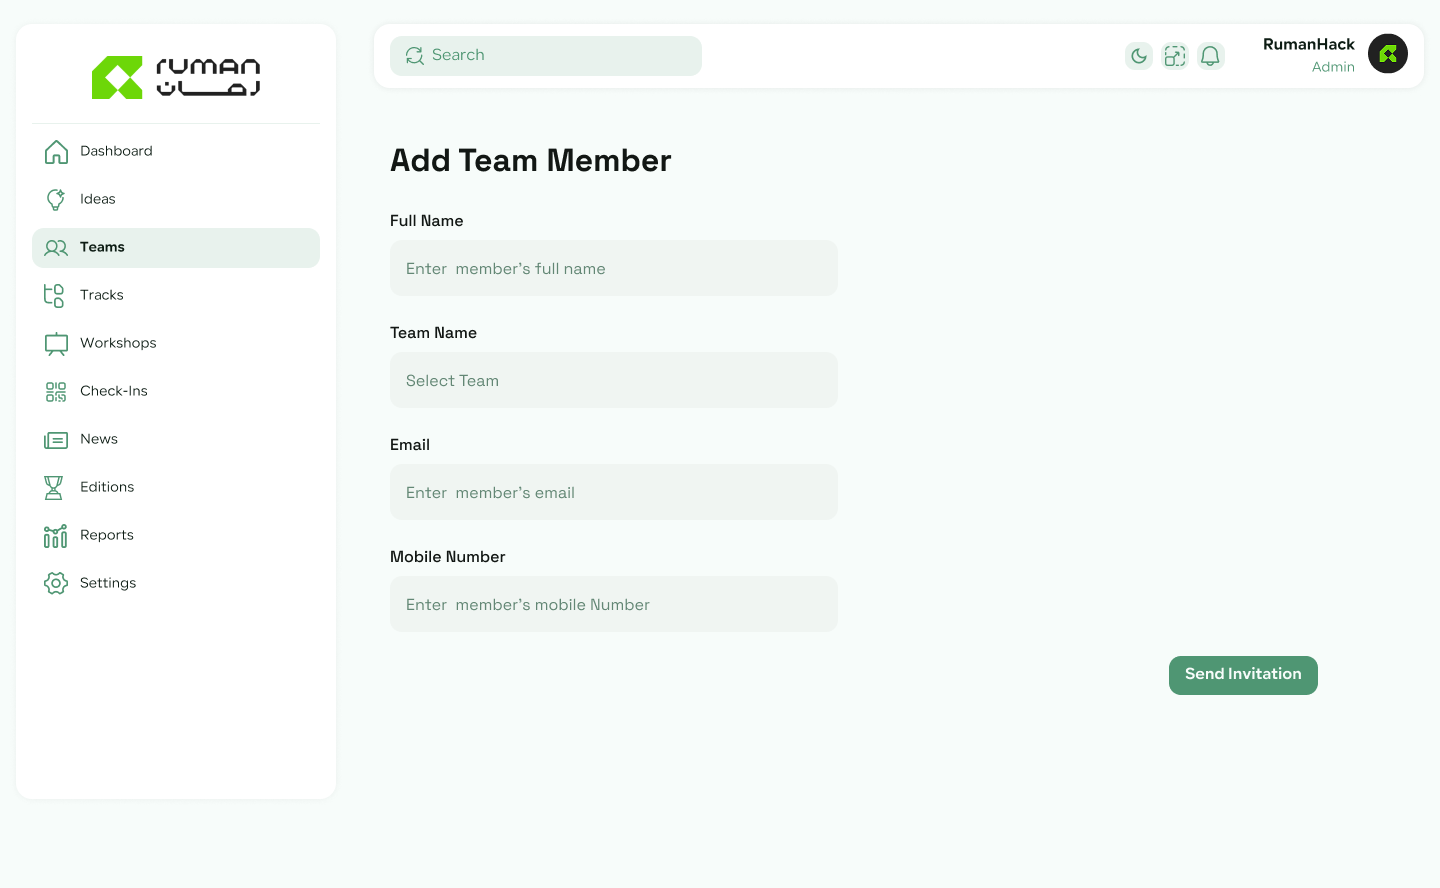 ruman
رمان
Dashboard
Ideas
Teams
Tracks
Workshops
Check-Ins
News
Editions
Reports
Settings
Search
RumanHack
Admin
Add Team Member
Full Name
Enter  member's full name
Team Name
Select Team
Email
Enter  member's email
Mobile Number
Enter  member's mobile Number
Send Invitation